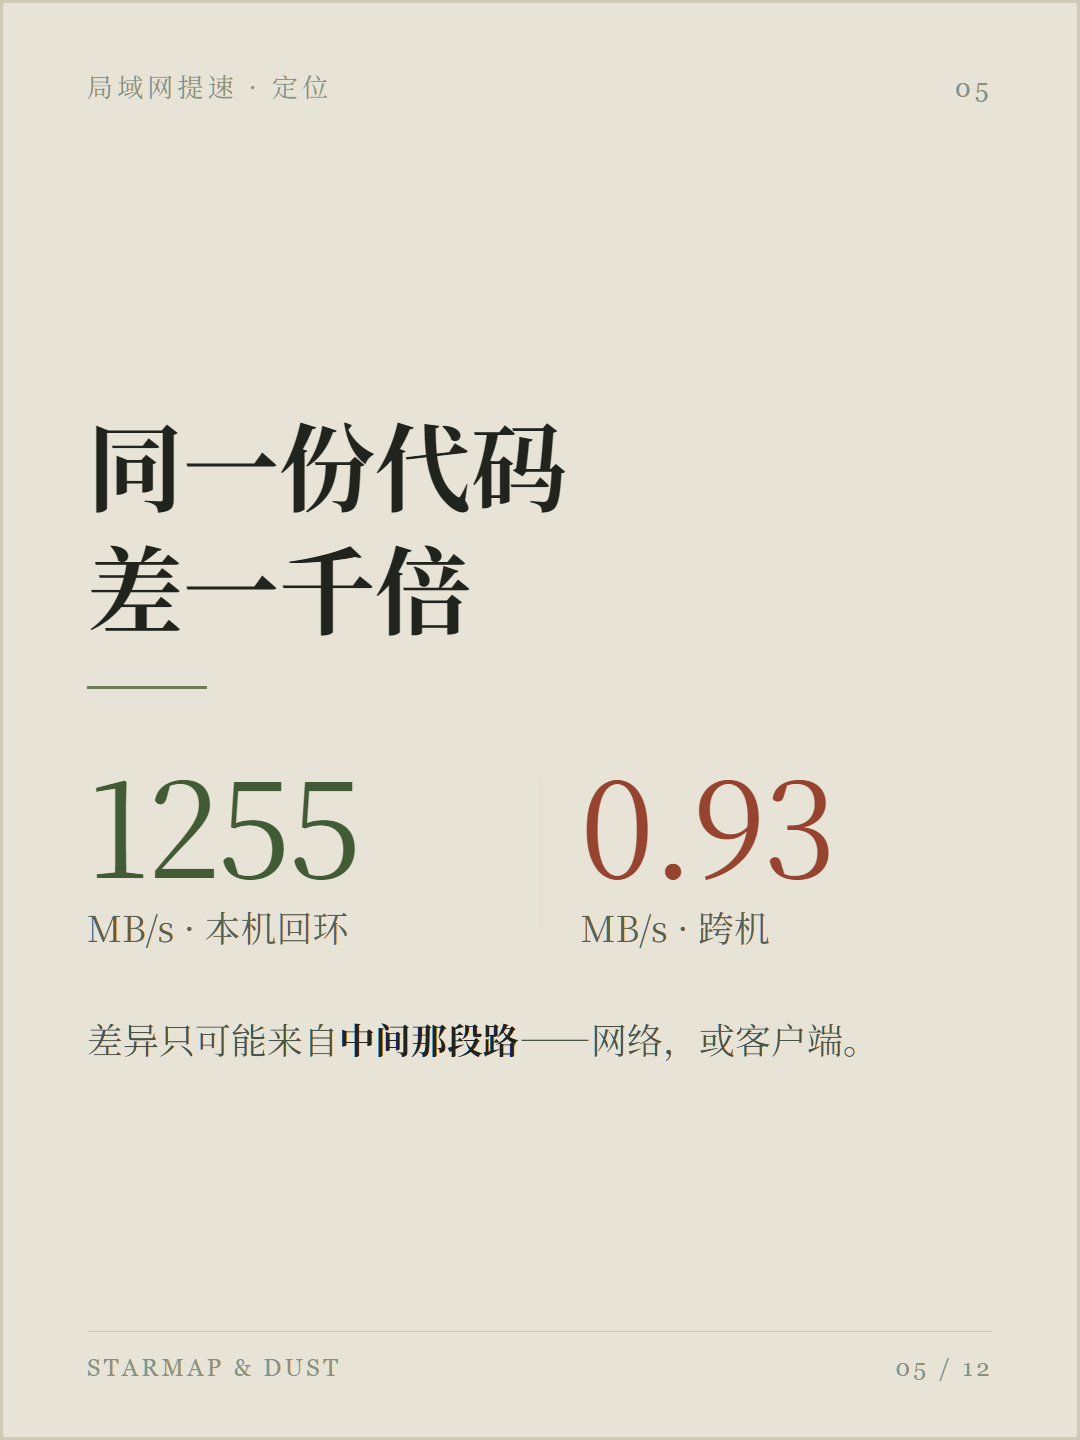 局域网提速 · 定位
05
同一份代码
差一千倍
1255
MB/s · 本机回环
0.93
MB/s · 跨机
差异只可能来自中间那段路——网络，或客户端。
STARMAP & DUST
05 / 12